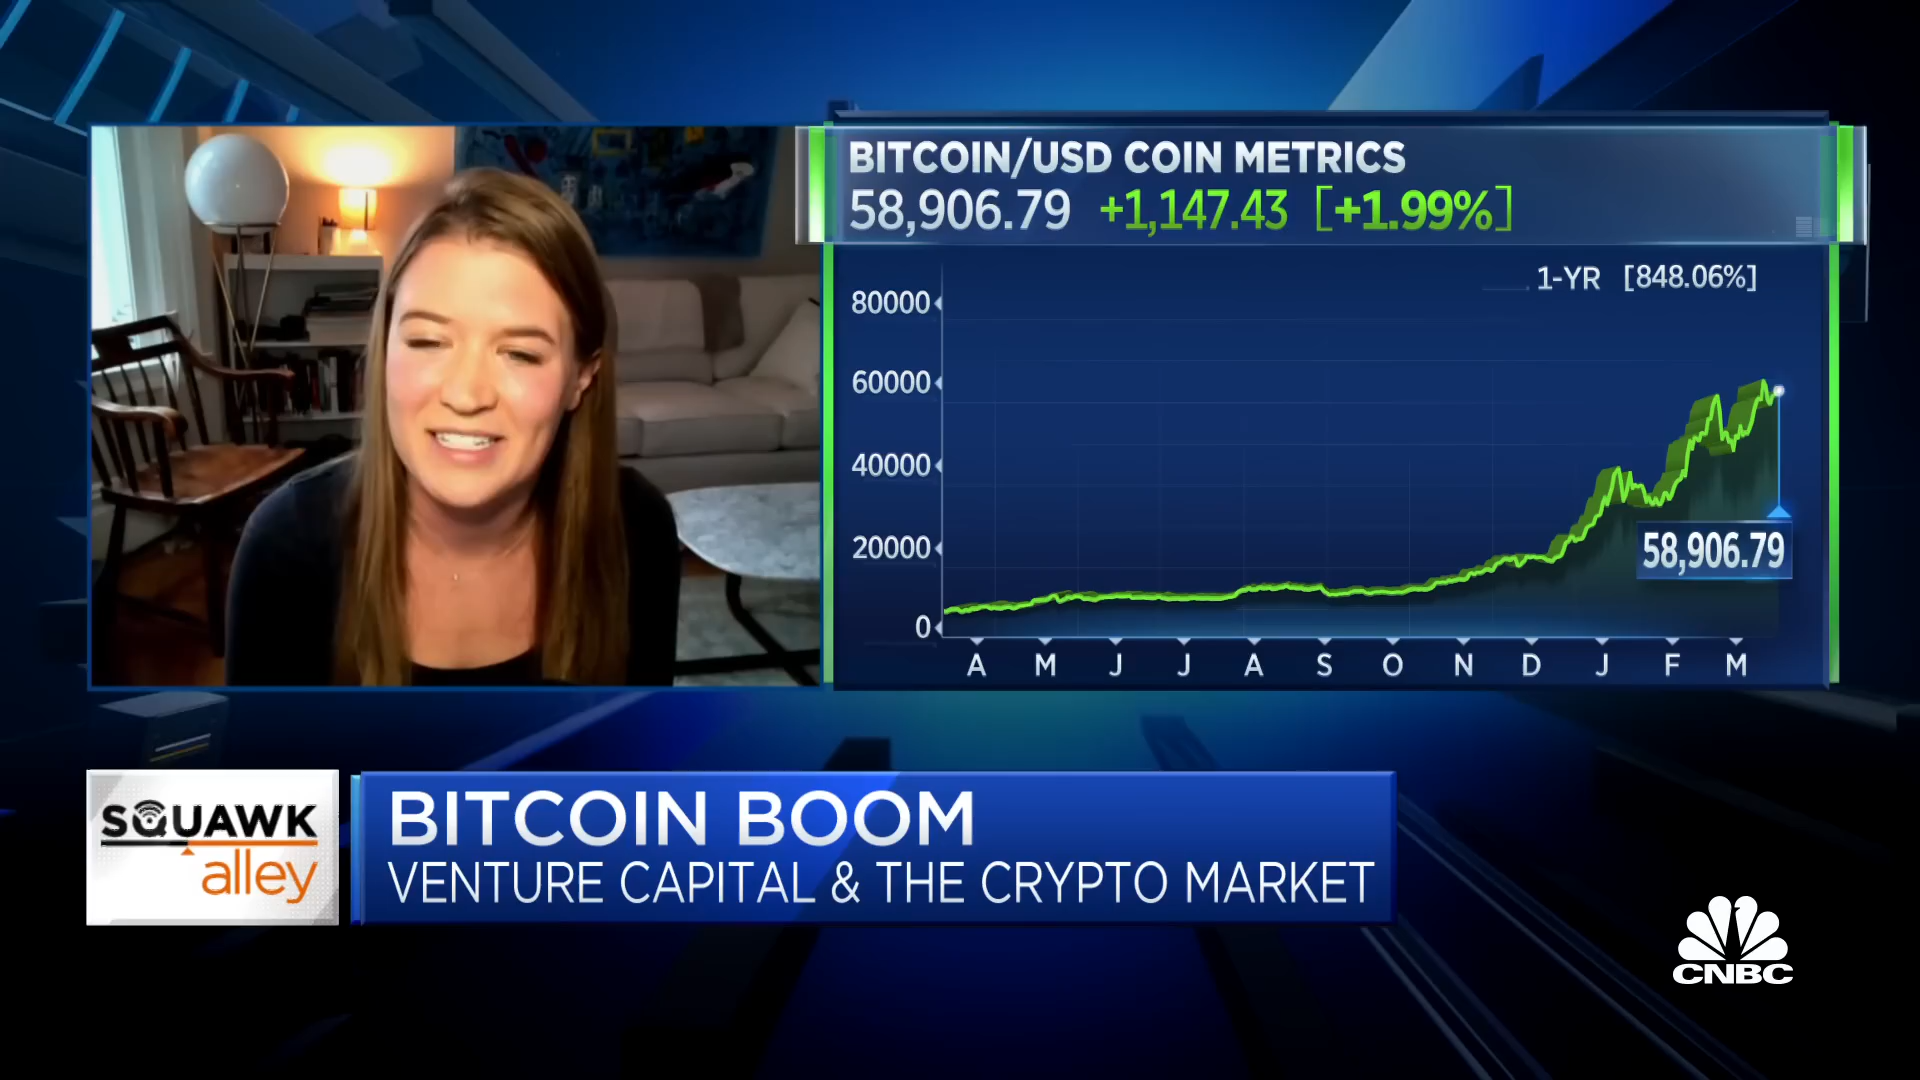 BITCOIN/USD COIN METRICS
58,906.79 +1,147.43 [+1.99%]
1-YR [848.06%]
80000
60000
40000
20000
0
58,906.79
A M J J A S O N D J F M
SQUAWK
alley
BITCOIN BOOM
VENTURE CAPITAL & THE CRYPTO MARKET
CNBC